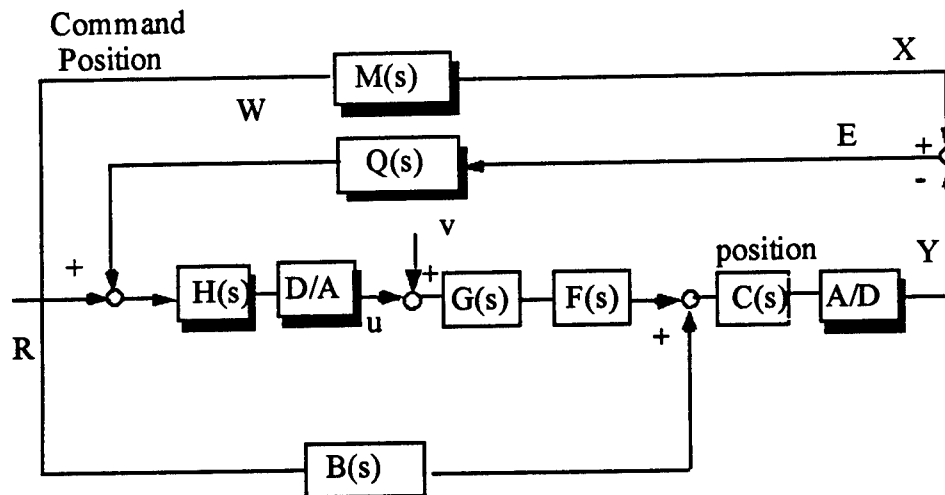 Command
Position
M(s)
X
W
E
+
-
Q(s)
v
+
+
position
Y
H(s)
D/A
G(s)
F(s)
C(s)
A/D
u
+
R
B(s)